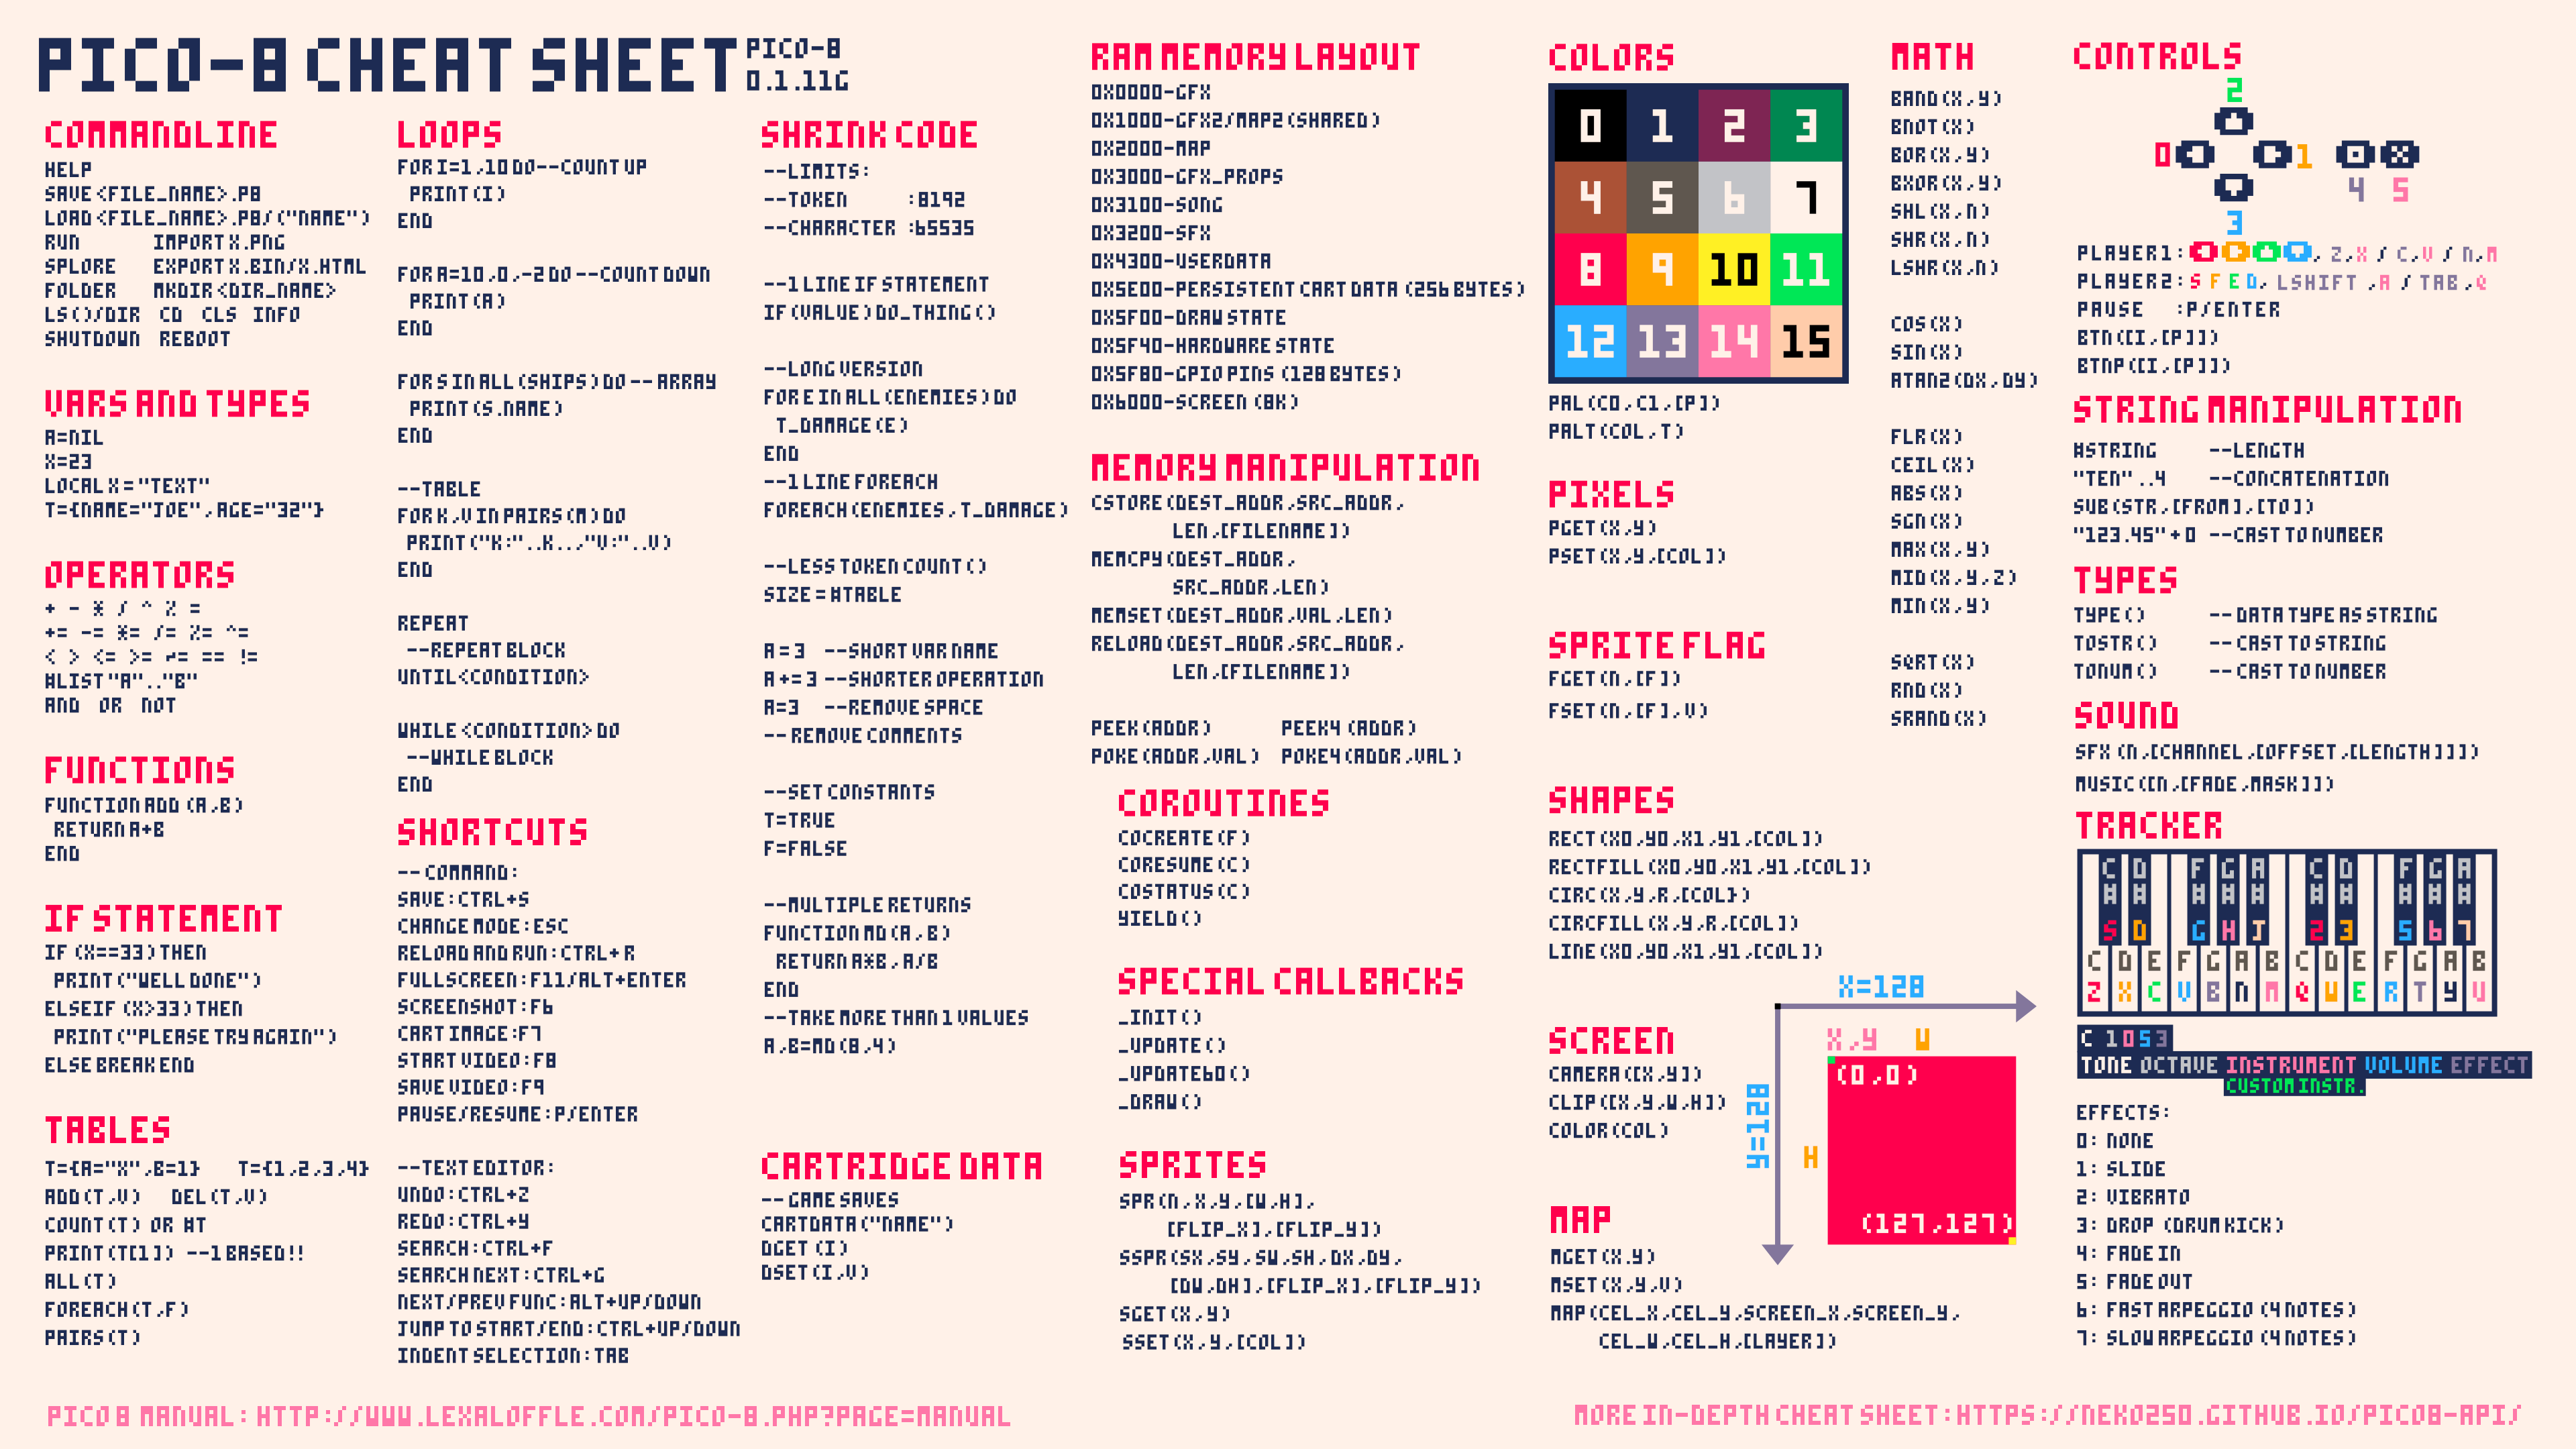 PICO-8 CHEAT SHEET
PICO-8
0.1.11G
COMMANDLINE
HELP
SAVE <FILE_NAME>.P8
LOAD <FILE_NAME>.P8/("NAME")
RUN IMPORT X.PNG
SPLORE EXPORT X.BIN/X.HTML
FOLDER MKDIR <DIR_NAME>
LS()/DIR CD CLS INFO
SHUTDOWN REBOOT
VARS AND TYPES
A=NIL
X=23
LOCAL X = "TEXT"
T={NAME="JOE",AGE="32"}
OPERATORS
+ - * / ^ % =
+= -= *= /= %= ^=
< > <= >= ~= == !=
#LIST "A".."B"
AND OR NOT
FUNCTIONS
FUNCTION ADD (A,B)
RETURN A+B
END
IF STATEMENT
IF (X==33) THEN
PRINT("WELL DONE")
ELSEIF (X>33) THEN
PRINT("PLEASE TRY AGAIN")
ELSE BREAK END
TABLES
T={A="X",B=1} T={1,2,3,4}
ADD(T,V) DEL(T,V)
COUNT(T) OR #T
PRINT(T[1]) --1 BASED!!
ALL(T)
FOREACH(T,F)
PAIRS(T)
LOOPS
FOR I=1,10 DO--COUNT UP
PRINT(I)
END
FOR A=10,0,-2 DO --COUNT DOWN
PRINT(A)
END
FOR S IN ALL(SHIPS) DO -- ARRAY
PRINT(S.NAME)
END
--TABLE
FOR K,V IN PAIRS(M) DO
PRINT("K:"..K..,"V:"..V)
END
REPEAT
--REPEAT BLOCK
UNTIL <CONDITION>
WHILE <CONDITION> DO
--WHILE BLOCK
END
SHORTCUTS
-- COMMAND:
SAVE: CTRL+S
CHANGE MODE: ESC
RELOAD AND RUN: CTRL+ R
FULLSCREEN: F11/ALT+ENTER
SCREENSHOT: F6
CART IMAGE: F7
START VIDEO: F8
SAVE VIDEO: F9
PAUSE/RESUME: P/ENTER
--TEXT EDITOR:
UNDO: CTRL+Z
REDO: CTRL+Y
SEARCH: CTRL+F
SEARCH NEXT: CTRL+G
NEXT/PREV FUNC: ALT+UP/DOWN
JUMP TO START/END: CTRL+UP/DOWN
INDENT SELECTION: TAB
SHRINK CODE
--LIMITS:
--TOKEN :8192
--CHARACTER :65535
--1 LINE IF STATEMENT
IF(VALUE) DO_THING()
--LONG VERSION
FOR E IN ALL(ENEMIES) DO
T_DAMAGE(E)
END
--1 LINE FOREACH
FOREACH(ENEMIES, T_DAMAGE)
--LESS TOKEN COUNT()
SIZE = #TABLE
A = 3 --SHORT VAR NAME
A += 3 --SHORTER OPERATION
A=3 --REMOVE SPACE
-- REMOVE COMMENTS
--SET CONSTANTS
T=TRUE
F=FALSE
--MULTIPLE RETURNS
FUNCTION MD(A,B)
RETURN A*B,A/B
END
--TAKE MORE THAN 1 VALUES
A,B=MD(8,4)
CARTRIDGE DATA
-- GAME SAVES
CARTDATA("NAME")
DGET (I)
DSET(I,V)
RAM MEMORY LAYOUT
0X0000-GFX
0X1000-GFX2/MAP2 (SHARED)
0X2000-MAP
0X3000-GFX_PROPS
0X3100-SONG
0X3200-SFX
0X4300-USERDATA
0X5E00-PERSISTENT CART DATA (256 BYTES)
0X5F00-DRAW STATE
0X5F40-HARDWARE STATE
0X5F80-GPIO PINS (128 BYTES)
0X6000-SCREEN (8K)
MEMORY MANIPULATION
CSTORE(DEST_ADDR,SRC_ADDR,
LEN,[FILENAME])
MEMCPY(DEST_ADDR,
SRC_ADDR,LEN)
MEMSET(DEST_ADDR,VAL,LEN)
RELOAD(DEST_ADDR,SRC_ADDR,
LEN,[FILENAME])
PEEK(ADDR) PEEK4(ADDR)
POKE(ADDR,VAL) POKE4(ADDR,VAL)
COROUTINES
COCREATE(F)
CORESUME(C)
COSTATUS(C)
YIELD()
SPECIAL CALLBACKS
_INIT()
_UPDATE()
_UPDATE60()
_DRAW()
SPRITES
SPR(N,X,Y,[W,H],
[FLIP_X],[FLIP_Y])
SSPR(SX,SY,SW,SH,DX,DY,
[DW,DH],[FLIP_X],[FLIP_Y])
SGET(X,Y)
SSET(X,Y,[COL])
COLORS
0 1 2 3
4 5 6 7
8 9 10 11
12 13 14 15
PAL(C0,C1,[P])
PALT(COL,T)
PIXELS
PGET(X,Y)
PSET(X,Y,[COL])
SPRITE FLAG
FGET(N,[F])
FSET(N,[F],V)
SHAPES
RECT(X0,Y0,X1,Y1,[COL])
RECTFILL(X0,Y0,X1,Y1,[COL])
CIRC(X,Y,R,[COL})
CIRCFILL(X,Y,R,[COL])
LINE(X0,Y0,X1,Y1,[COL])
SCREEN
CAMERA([X,Y])
CLIP([X,Y,W,H])
COLOR(COL)
X=128
Y=128
X,Y W
H
(0,0)
(127,127)
MAP
MGET(X,Y)
MSET(X,Y,V)
MAP(CEL_X,CEL_Y,SCREEN_X,SCREEN_Y,
CEL_W,CEL_H,[LAYER])
MATH
BAND(X,Y)
BNOT(X)
BOR(X,Y)
BXOR(X,Y)
SHL(X,N)
SHR(X,N)
LSHR(X,N)
COS(X)
SIN(X)
ATAN2(DX,DY)
FLR(X)
CEIL(X)
ABS(X)
SGN(X)
MAX(X,Y)
MID(X,Y,Z)
MIN(X,Y)
SQRT(X)
RND(X)
SRAND(X)
CONTROLS
2
0 1
4 5
3
PLAYER1: , Z,X / C,V / N,M
PLAYER2: S F E D, LSHIFT ,A / TAB ,Q
PAUSE :P/ENTER
BTN([I,[P]])
BTNP([I,[P]])
STRING MANIPULATION
#STRING --LENGTH
"TEN" ..4 --CONCATENATION
SUB(STR,[FROM],[TO])
"123.45"+0 --CAST TO NUMBER
TYPES
TYPE() -- DATA TYPE AS STRING
TOSTR() -- CAST TO STRING
TONUM() -- CAST TO NUMBER
SOUND
SFX (N,[CHANNEL,[OFFSET,[LENGTH]]])
MUSIC([N,[FADE,MASK]])
TRACKER
C D F G A C D F G A
# # # # # # # # # #
S D G H J 2 3 5 6 7
C D E F G A B C D E F G A B
Z X C V B N M Q W E R T Y U
C 1053
TONE OCTAVE INSTRUMENT VOLUME EFFECT
CUSTOM INSTR.
EFFECTS:
0: NONE
1: SLIDE
2: VIBRATO
3: DROP (DRUM KICK)
4: FADE IN
5: FADE OUT
6: FAST ARPEGGIO (4 NOTES)
7: SLOW ARPEGGIO (4 NOTES)
PICO 8 MANUAL: HTTP://WWW.LEXALOFFLE.COM/PICO-8.PHP?PAGE=MANUAL
MORE IN-DEPTH CHEAT SHEET: HTTPS://NEKO250.GITHUB.IO/PICO8-API/